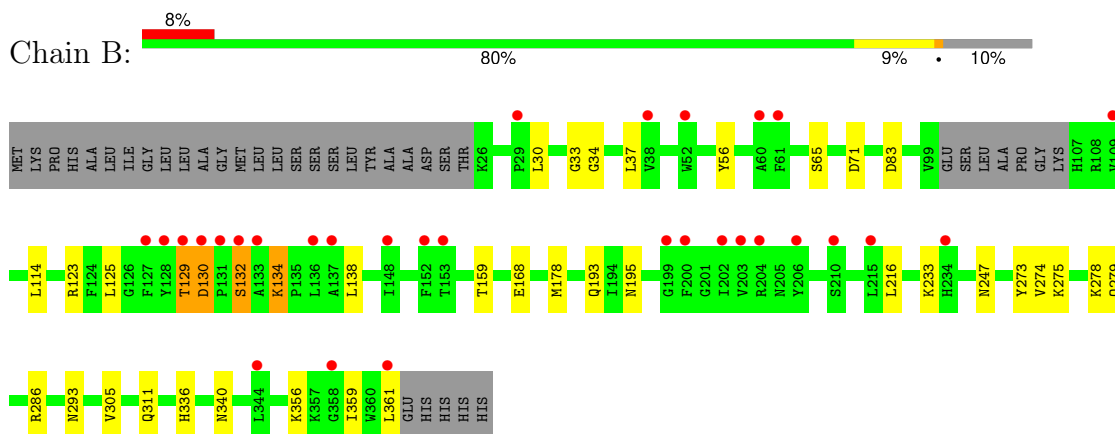 8%
Chain B:
80% 9% • 10%
MET LYS PRO HIS ALA LEU LEU ILE GLY LEU LEU ALA GLY MET LEU LEU SER SER SER LEU TYR ALA ALA ASP SER THR K26 P29 L30 G33 G34 L37 V38 W52 Y56 A60 F61 S65 D71 D83 V99 GLU SER LEU ALA PRO GLY LYS H107 R108 V109
L114 R123 F124 L125 G126 F127 Y128 T129 D130 P131 S132 A133 K134 P135 L136 A137 L138 I148 F152 T153 T159 E168 M178 Q193 I194 N195 G199 F200 G201 I202 V203 R204 N205 Y206 S210 L215 L216 K233 H234 N247 Y273 V274 K275 K278 Q279
R286 N293 V305 Q311 H336 N340 L344 K356 K357 G358 I359 W360 L361 GLU HIS HIS HIS HIS